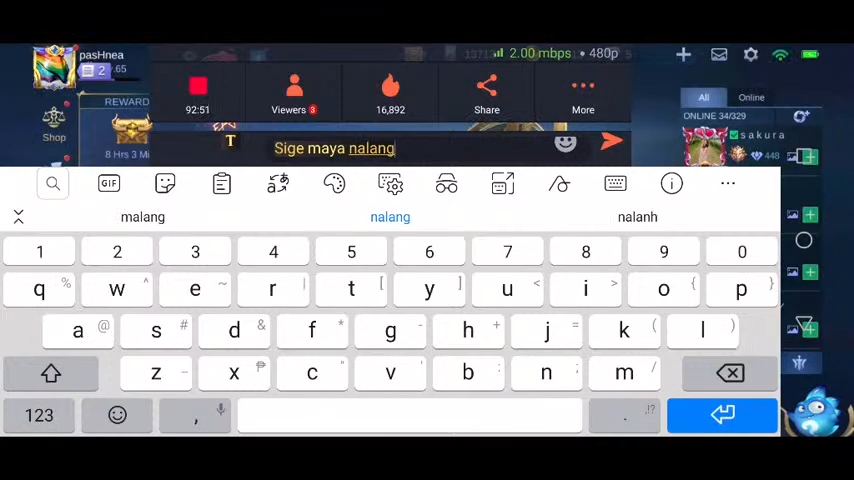 pasHnea
2.00 mbps • 480p
2
.65
REWARD
92:51
Viewers 3
16,892
Share
More
All
Online
Shop
ONLINE 34/329
T
Sige maya nalang
sakura
448
8 Hrs 3 Mi
GIF
malang
nalang
nalanh
1 2 3 4 5 6 7 8 9 0
q % w ^ e ~ r | t [ y ] u < i > o { p }
a @ s # d & f * g - h + j = k ( l )
z _ x ₱ c " v ' b : n ; m /
123 , . ,!?